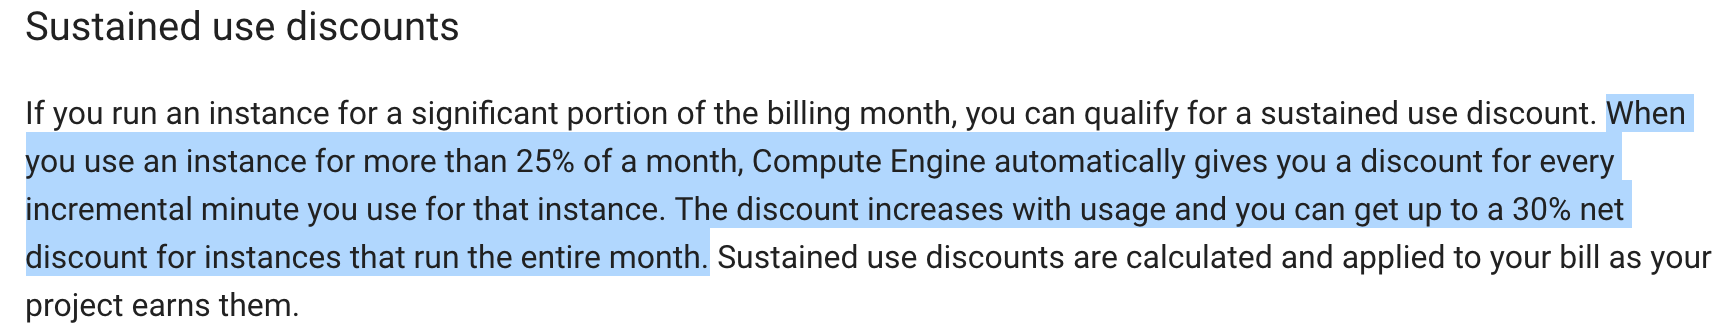 Sustained use discounts
If you run an instance for a significant portion of the billing month, you can qualify for a sustained use discount. When
you use an instance for more than 25% of a month, Compute Engine automatically gives you a discount for every
incremental minute you use for that instance. The discount increases with usage and you can get up to a 30% net
discount for instances that run the entire month. Sustained use discounts are calculated and applied to your bill as your
project earns them.